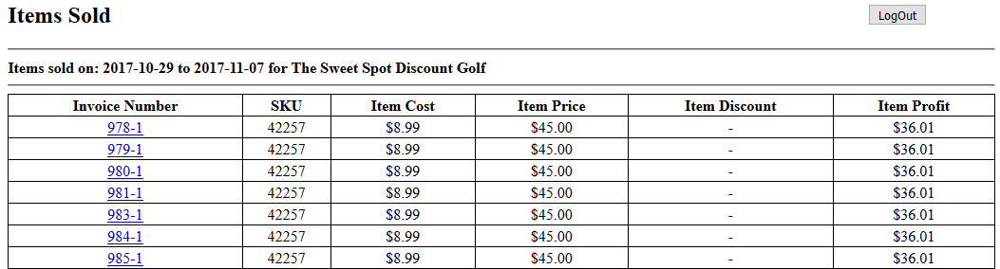 Items Sold
LogOut
Items sold on: 2017-10-29 to 2017-11-07 for The Sweet Spot Discount Golf
Invoice Number SKU Item Cost Item Price Item Discount Item Profit
978-1 42257 $8.99 $45.00 - $36.01
979-1 42257 $8.99 $45.00 - $36.01
980-1 42257 $8.99 $45.00 - $36.01
981-1 42257 $8.99 $45.00 - $36.01
983-1 42257 $8.99 $45.00 - $36.01
984-1 42257 $8.99 $45.00 - $36.01
985-1 42257 $8.99 $45.00 - $36.01